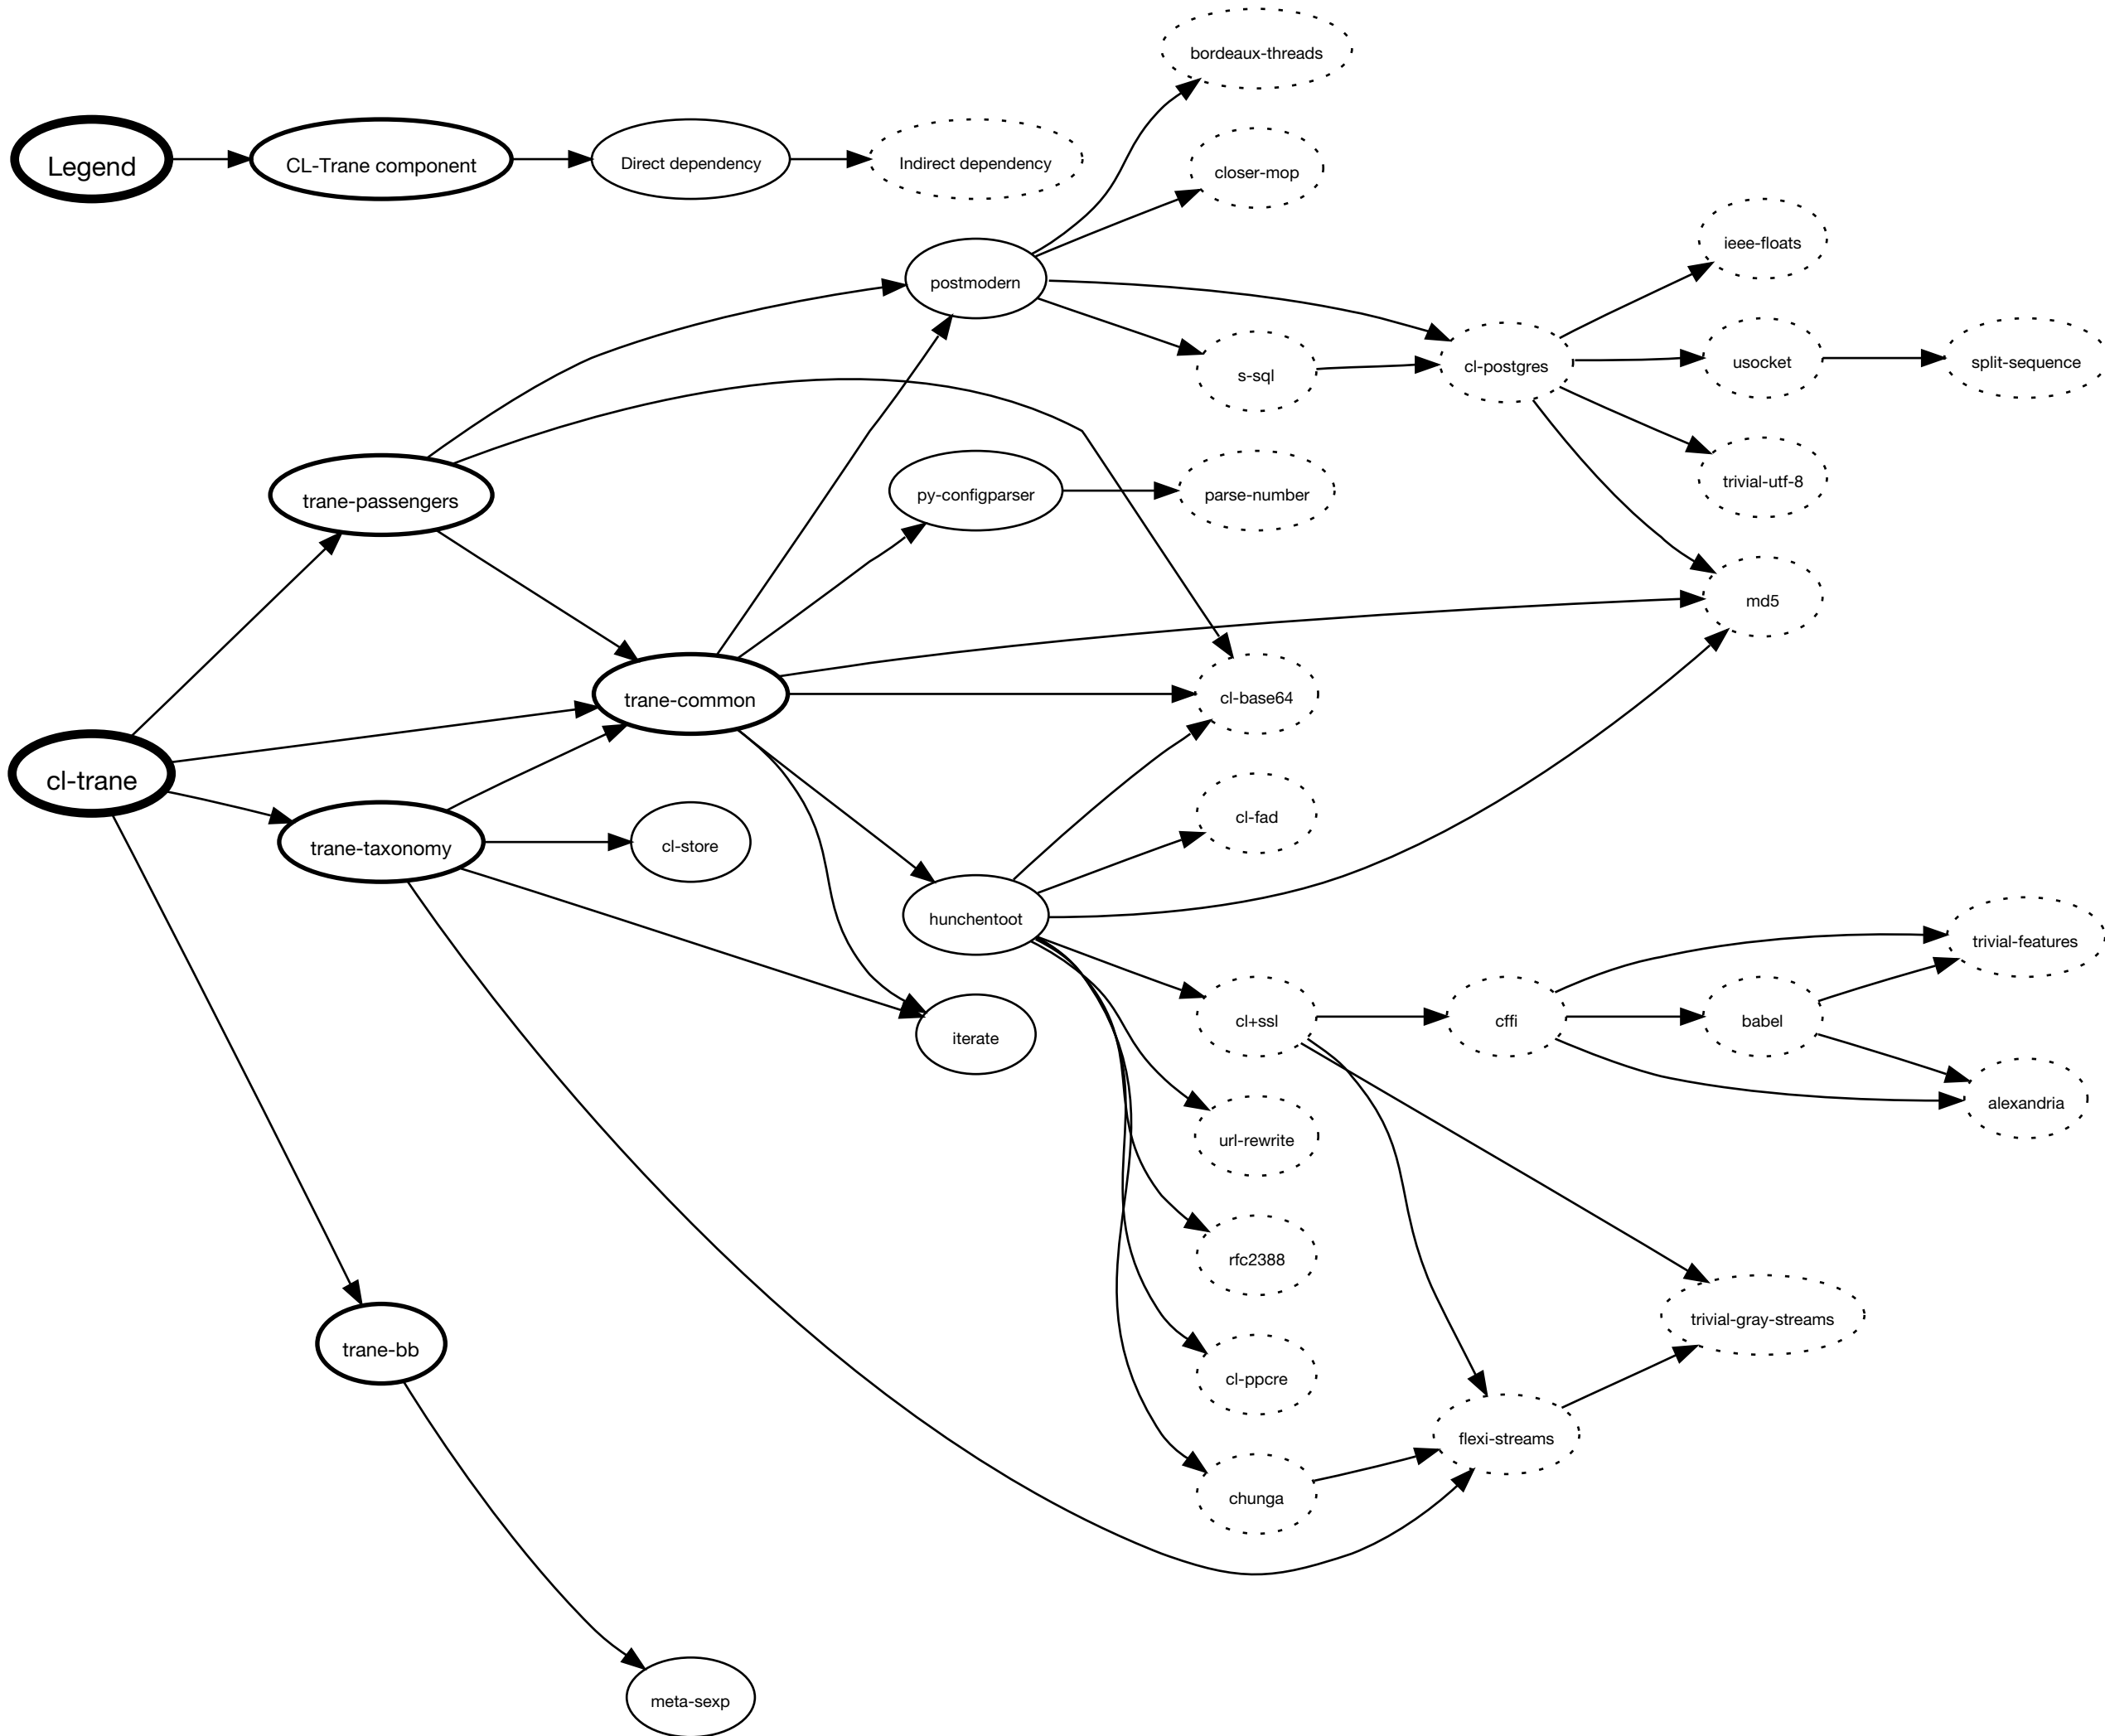 bordeaux-threads
Legend
CL-Trane component
Direct dependency
Indirect dependency
closer-mop
ieee-floats
postmodern
s-sql
cl-postgres
usocket
split-sequence
trane-passengers
py-configparser
parse-number
trivial-utf-8
md5
trane-common
cl-base64
cl-trane
trane-taxonomy
cl-store
cl-fad
hunchentoot
trivial-features
iterate
cl+ssl
cffi
babel
alexandria
url-rewrite
rfc2388
trivial-gray-streams
trane-bb
cl-ppcre
flexi-streams
chunga
meta-sexp